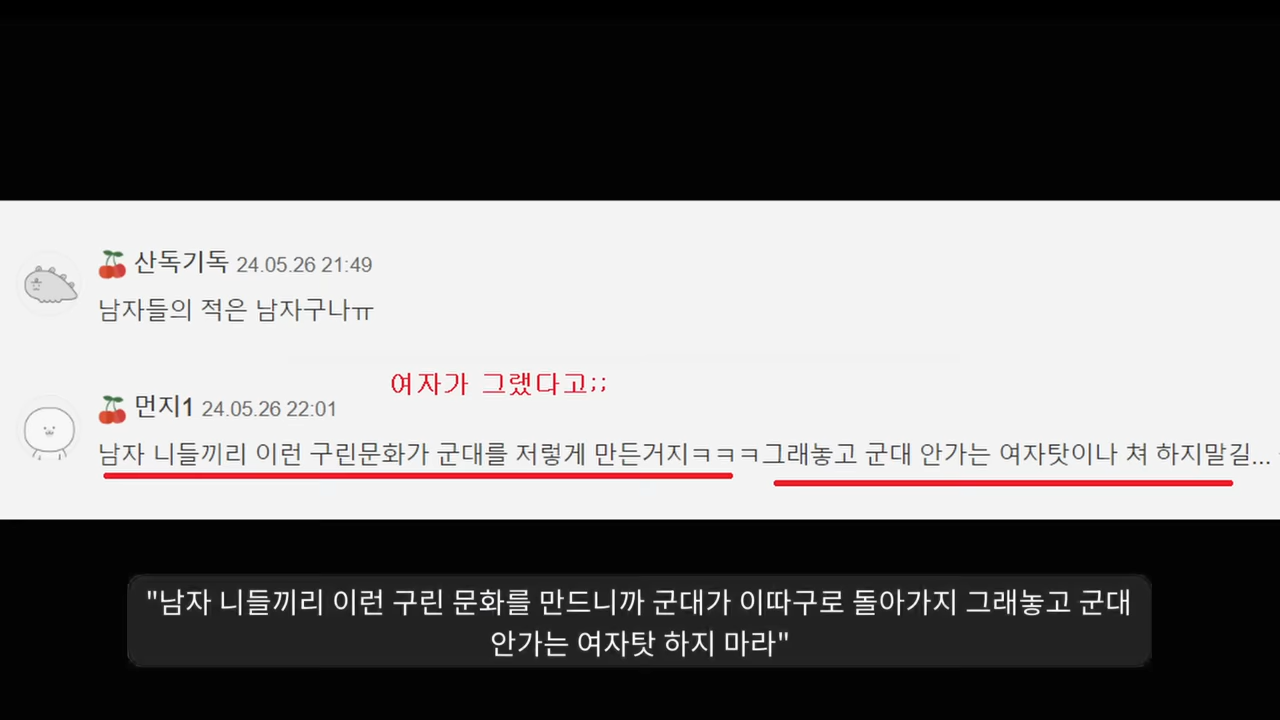 산독기독 24.05.26 21:49
남자들의 적은 남자구나ㅠ
여자가 그랬다고;;
먼지1 24.05.26 22:01
남자 니들끼리 이런 구린문화가 군대를 저렇게 만든거지ㅋㅋㅋ그래놓고 군대 안가는 여자탓이나 쳐 하지말길...
"남자 니들끼리 이런 구린 문화를 만드니까 군대가 이따구로 돌아가지 그래놓고 군대
안가는 여자탓 하지 마라"